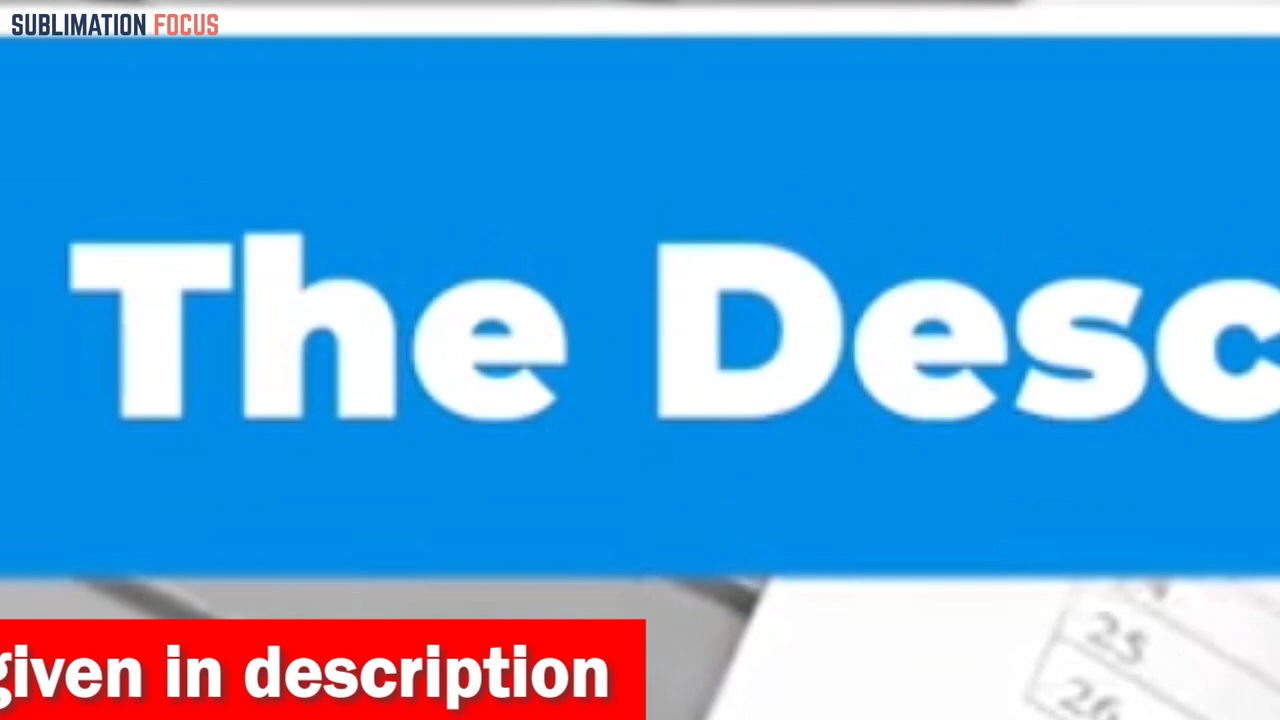 SUBLIMATION FOCUS
The Desc
given in description
25
26